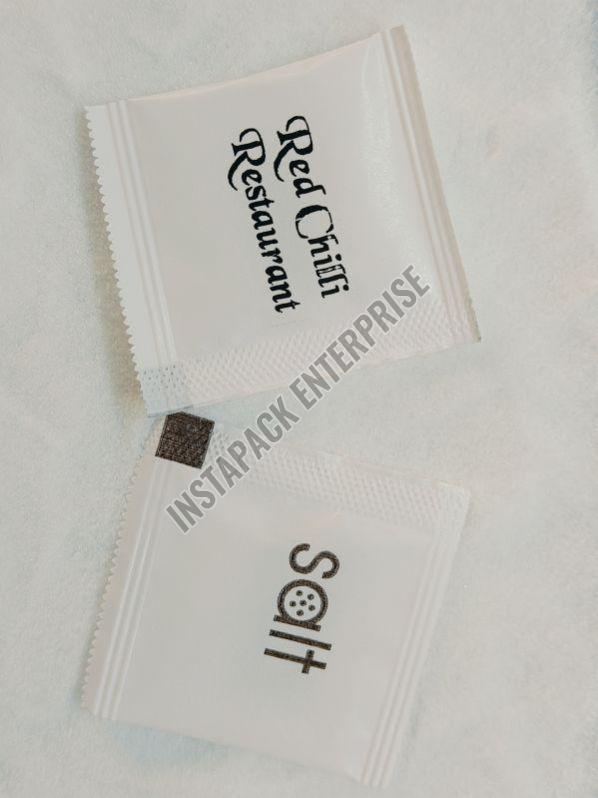 Red Chilli
Restaurant
INSTAPACK ENTERPRISE
salt